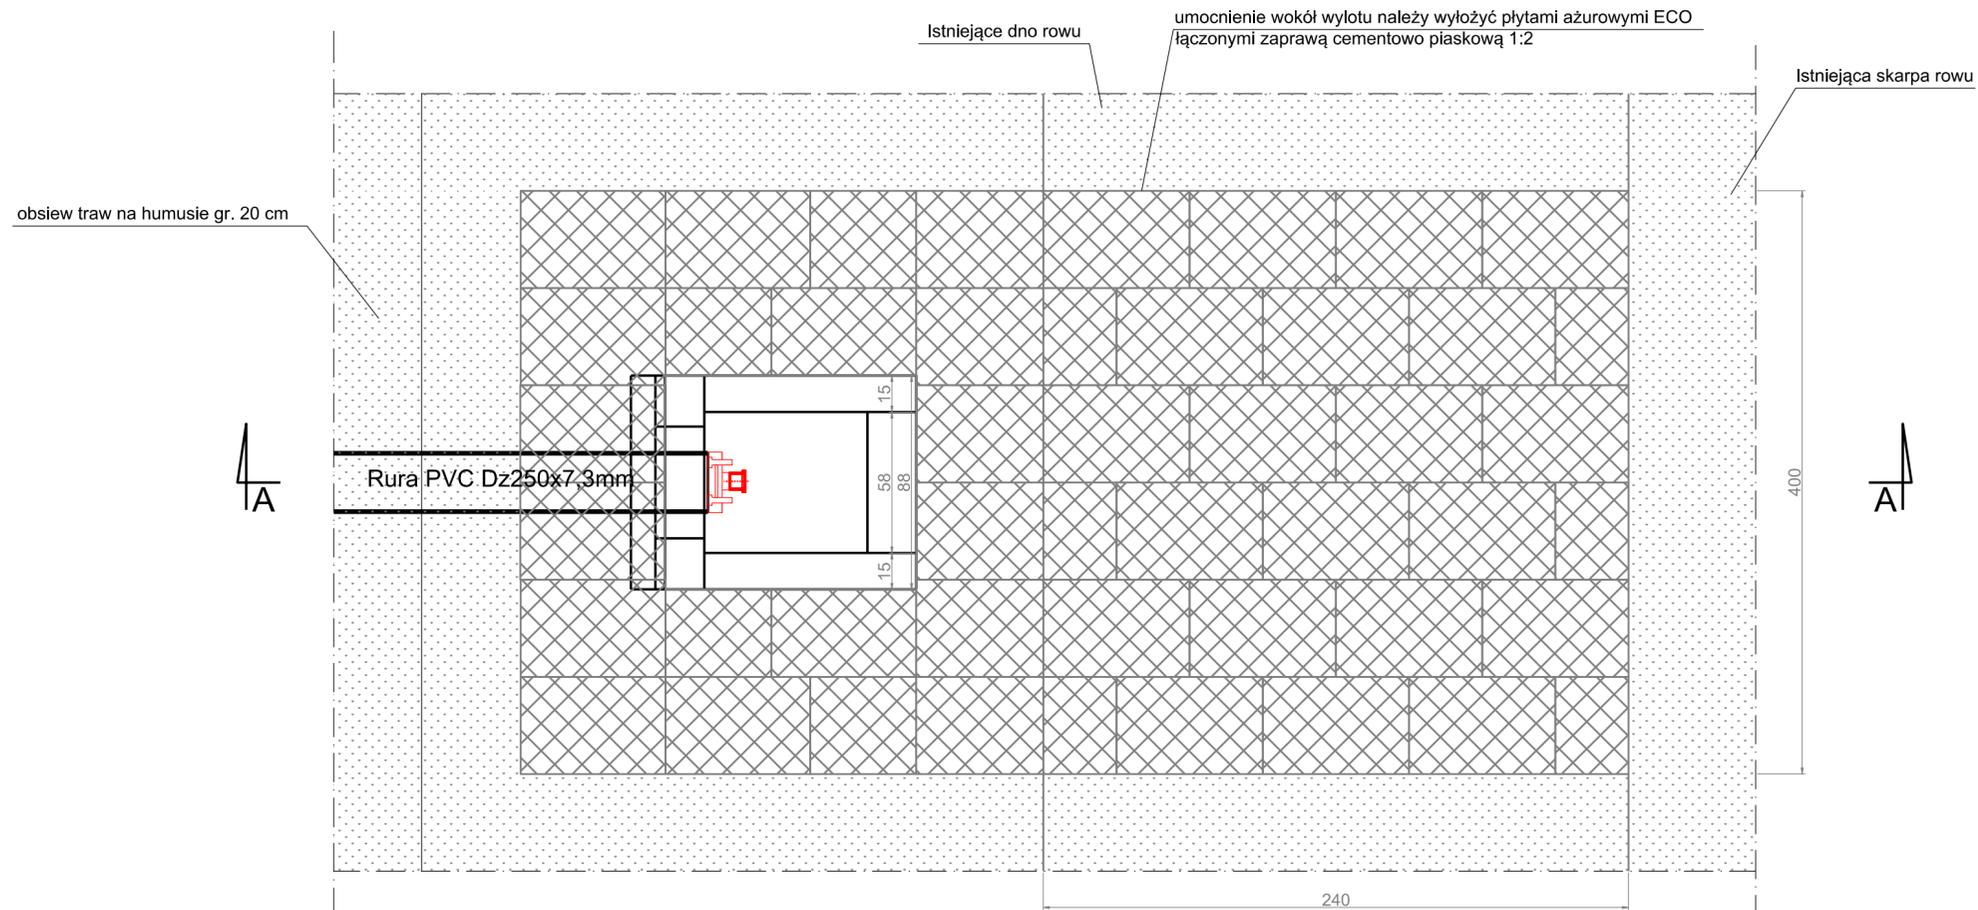 umocnienie wokół wylotu należy wyłożyć płytami ażurowymi ECO
łączonymi zaprawą cementowo piaskową 1:2
Istniejące dno rowu
Istniejąca skarpa rowu
obsiew traw na humusie gr. 20 cm
15
58
88
15
Rura PVC Dz250x7,3mm
A
A
400
240